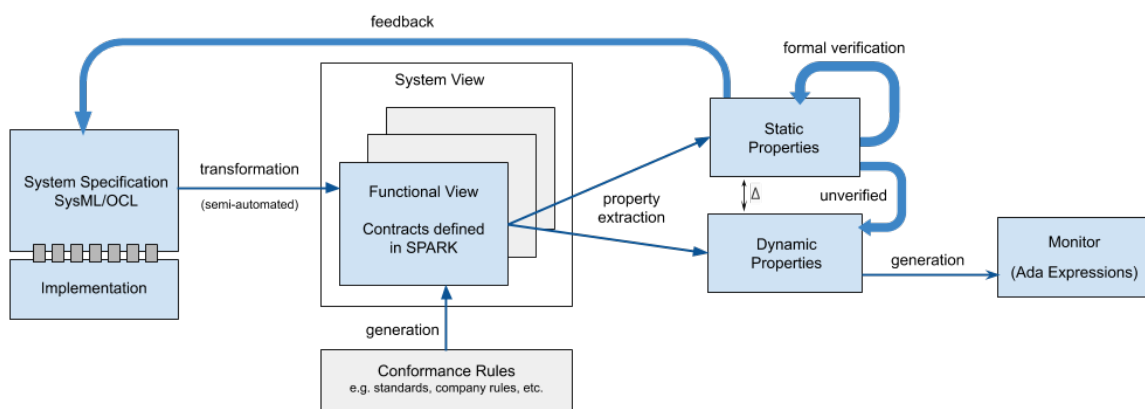 feedback
formal verification
System View
Static
Properties
System Specification
SysML/OCL
transformation
(semi-automated)
Functional View
Contracts defined
in SPARK
property
extraction
Δ
unverified
Dynamic
Properties
generation
Monitor
(Ada Expressions)
Implementation
generation
Conformance Rules
e.g. standards, company rules, etc.